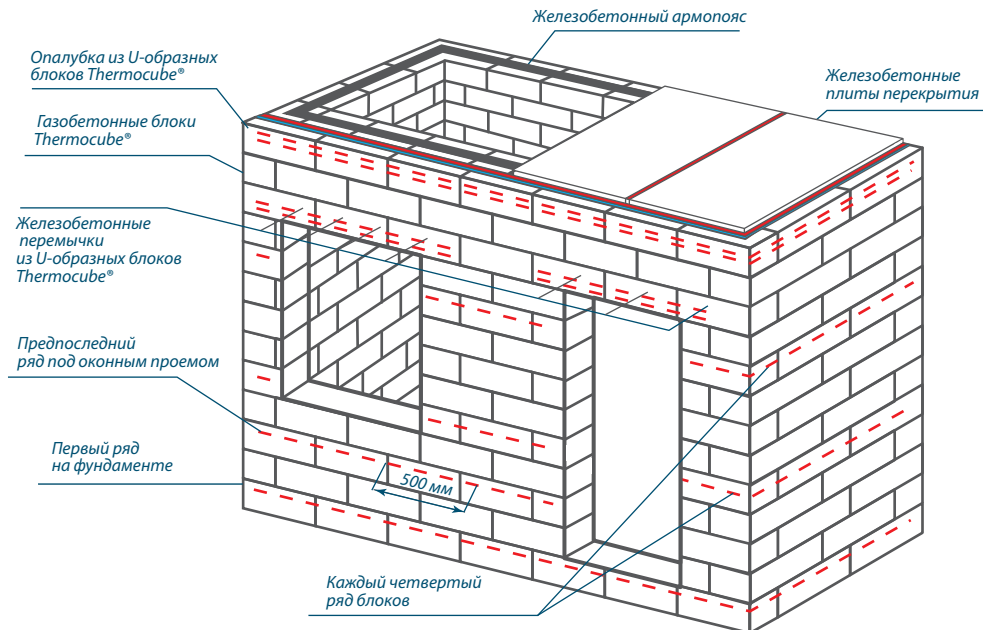 Железобетонный армопояс
Опалубка из U-образных
блоков Thermocube®
Железобетонные
плиты перекрытия
Газобетонные блоки
Thermocube®
Железобетонные
перемычки
из U-образных блоков
Thermocube®
Предпоследний
ряд под оконным проемом
Первый ряд
на фундаменте
500 мм
Каждый четвертый
ряд блоков